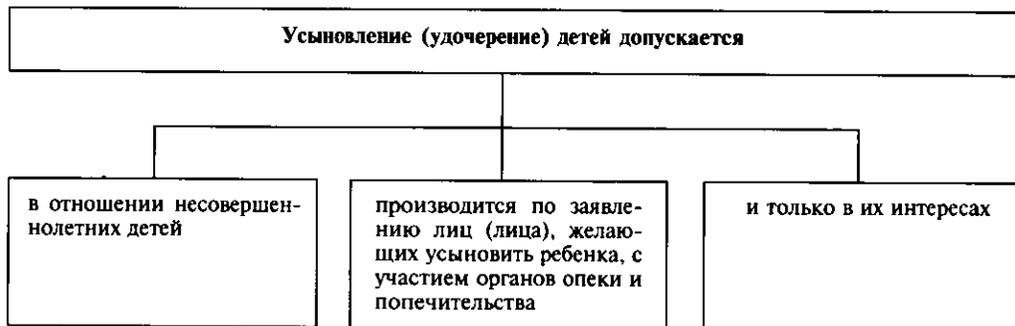 Усыновление (удочерение) детей допускается
в отношении несовершен-
нолетних детей
производится по заявле-
нию лиц (лица), желаю-
щих усыновить ребенка, с
участием органов опеки и
попечительства
и только в их интересах